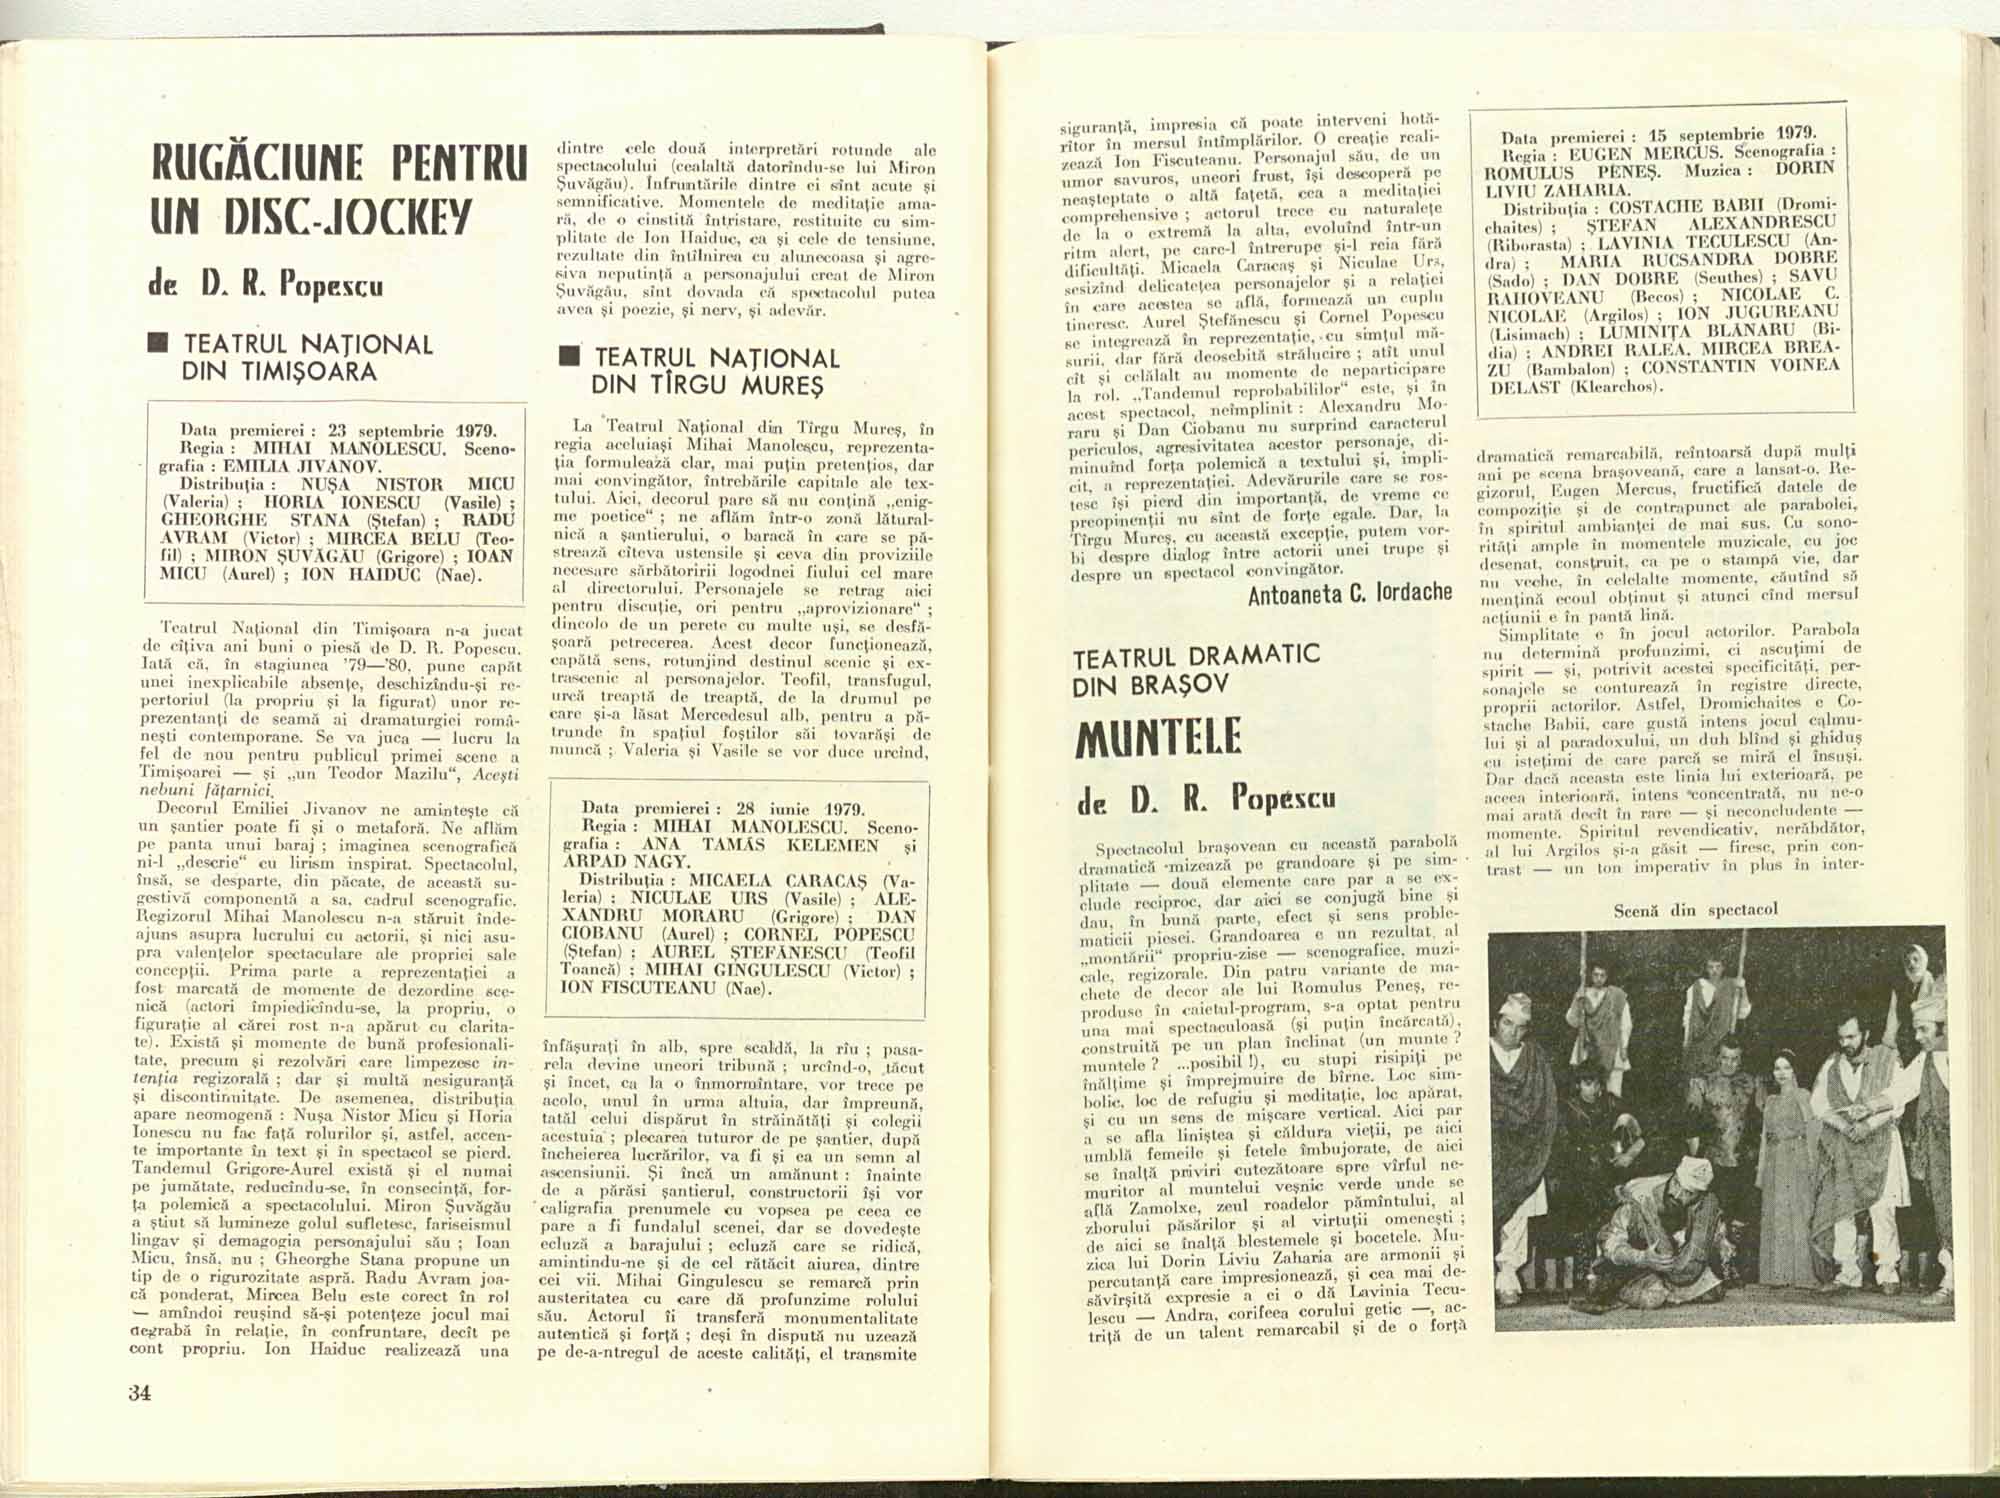 RUGĂCIUNE PENTRU
UN DISC-JOCKEY
de D. R. Popescu
■ TEATRUL NAŢIONAL
DIN TIMIŞOARA
Data premierei : 23 septembrie 1979.
Regia : MIHAI MANOLESCU. Sceno-
grafia : EMILIA JIVANOV.
Distribuţia : NUŞA NISTOR MICU
(Valeria) ; HORIA IONESCU (Vasile) ;
GHEORGHE STANA (Ştefan) ; RADU
AVRAM (Victor) ; MIRCEA BELU (Teo-
fil) ; MIRON ŞUVĂGĂU (Grigore) ; IOAN
MICU (Aurel) ; ION HAIDUC (Nae).
Teatrul Naţional din Timişoara n-a jucat
de cîţiva ani buni o piesă de D. R. Popescu.
Iată că, în stagiunea '79—'80, pune capăt
unei inexplicabile absenţe, deschizîndu-şi re-
pertoriul (la propriu şi la figurat) unor re-
prezentanţi de seamă ai dramaturgiei româ-
neşti contemporane. Se va juca — lucru la
fel de nou pentru publicul primei scene a
Timişoarei — şi „un Teodor Mazilu“, Aceşti
nebuni făţarnici.
Decorul Emiliei Jivanov ne aminteşte că
un şantier poate fi şi o metaforă. Ne aflăm
pe panta unui baraj ; imaginea scenografică
ni-l „descrie“ cu lirism inspirat. Spectacolul,
însă, se desparte, din păcate, de această su-
gestivă componentă a sa, cadrul scenografic.
Regizorul Mihai Manolescu n-a stăruit înde-
ajuns asupra lucrului cu actorii, şi nici asu-
pra valenţelor spectaculare ale propriei sale
concepţii. Prima parte a reprezentaţiei a
fost marcată de momente de dezordine sce-
nică (actori împiedicîndu-se, la propriu, o
figuraţie al cărei rost n-a apărut cu clarita-
te). Există şi momente de bună profesionali-
tate, precum şi rezolvări care limpezesc in-
tenţia regizorală ; dar şi multă nesiguranţă
şi discontinuitate. De asemenea, distribuţia
apare neomogenă : Nuşa Nistor Micu şi Horia
Ionescu nu fac faţă rolurilor şi, astfel, accen-
te importante în text şi în spectacol se pierd.
Tandemul Grigore-Aurel există şi el numai
pe jumătate, reducîndu-se, în consecinţă, for-
ţa polemică a spectacolului. Miron Şuvăgău
a ştiut să lumineze golul sufletesc, fariseismul
lingav şi demagogia personajului său ; Ioan
Micu, însă, nu ; Gheorghe Stana propune un
tip de o rigurozitate aspră. Radu Avram joa-
că ponderat, Mircea Belu este corect în rol
— amîndoi reuşind să-şi potenţeze jocul mai
degrabă în relaţie, în confruntare, decît pe
cont propriu. Ion Haiduc realizează una
34
dintre cele două interpretări rotunde ale
spectacolului (cealaltă datorîndu-se lui Miron
Şuvăgău). Înfruntările dintre ei sînt acute şi
semnificative. Momentele de meditaţie ama-
ră, de o cinstită întristare, restituite cu sim-
plitate de Ion Haiduc, ca şi cele de tensiune,
rezultate din întîlnirea cu alunecoasa şi agre-
siva neputinţă a personajului creat de Miron
Şuvăgău, sînt dovada că spectacolul putea
avea şi poezie, şi nerv, şi adevăr.
■ TEATRUL NAŢIONAL
DIN TÎRGU MUREŞ
La Teatrul Naţional din Tîrgu Mureş, în
regia aceluiaşi Mihai Manolescu, reprezenta-
ţia formulează clar, mai puţin pretenţios, dar
mai convingător, întrebările capitale ale tex-
tului. Aici, decorul pare să nu conţină „enig-
me poetice“ ; ne aflăm într-o zonă lătural-
nică a şantierului, o baracă în care se pă-
strează cîteva ustensile şi ceva din proviziile
necesare sărbătoririi logodnei fiului cel mare
al directorului. Personajele se retrag aici
pentru discuţie, ori pentru „aprovizionare“ ;
dincolo de un perete cu multe uşi, se desfă-
şoară petrecerea. Acest decor funcţionează,
capătă sens, rotunjind destinul scenic şi ex-
trascenic al personajelor. Teofil, transfugul,
urcă treaptă de treaptă, de la drumul pe
care şi-a lăsat Mercedesul alb, pentru a pă-
trunde în spaţiul foştilor săi tovarăşi de
muncă ; Valeria şi Vasile se vor duce urcînd,
Data premierei : 28 iunie 1979.
Regia : MIHAI MANOLESCU. Sceno-
grafia : ANA TAMÁS KELEMEN şi
ARPAD NAGY.
Distribuţia : MICAELA CARACAŞ (Va-
leria) ; NICULAE URS (Vasile) ; ALE-
XANDRU MORARU (Grigore) ; DAN
CIOBANU (Aurel) ; CORNEL POPESCU
(Ştefan) ; AUREL ŞTEFĂNESCU (Teofil
Toancă) ; MIHAI GINGULESCU (Victor) ;
ION FISCUTEANU (Nae).
înfăşuraţi în alb, spre scaldă, la rîu ; pasa-
rela devine uneori tribună ; urcînd-o, tăcut
şi încet, ca la o înmormîntare, vor trece pe
acolo, unul în urma altuia, dar împreună,
tatăl celui dispărut în străinătăţi şi colegii
acestuia ; plecarea tuturor de pe şantier, după
încheierea lucrărilor, va fi şi ea un semn al
ascensiunii. Şi încă un amănunt : înainte
de a părăsi şantierul, constructorii îşi vor
caligrafia prenumele cu vopsea pe ceea ce
pare a fi fundalul scenei, dar se dovedeşte
ecluză a barajului ; ecluză care se ridică,
amintindu-ne şi de cel rătăcit aiurea, dintre
cei vii. Mihai Gingulescu se remarcă prin
austeritatea cu care dă profunzime rolului
său. Actorul îi transferă monumentalitate
autentică şi forţă ; deşi în dispută nu uzează
pe de-a-ntregul de aceste calităţi, el transmite
siguranţă, impresia că poate interveni hotă-
rîtor în mersul întîmplărilor. O creaţie reali-
zează Ion Fiscuteanu. Personajul său, de un
umor savuros, uneori frust, îşi descoperă pe
neaşteptate o altă faţetă, cea a meditaţiei
comprehensive ; actorul trece cu naturaleţe
de la o extremă la alta, evoluînd într-un
ritm alert, pe care-l întrerupe şi-l reia fără
dificultăţi. Micaela Caracaş şi Niculae Urs,
sesizînd delicateţea personajelor şi a relaţiei
în care acestea se află, formează un cuplu
tineresc. Aurel Ştefănescu şi Cornel Popescu
se integrează în reprezentaţie, cu simţul mă-
surii, dar fără deosebită strălucire ; atît unul
cît şi celălalt au momente de neparticipare
la rol. „Tandemul reprobabililor“ este, şi în
acest spectacol, neîmplinit : Alexandru Mo-
raru şi Dan Ciobanu nu surprind caracterul
periculos, agresivitatea acestor personaje, di-
minuînd forţa polemică a textului şi, impli-
cit, a reprezentaţiei. Adevărurile care se ros-
tesc îşi pierd din importanţă, de vreme ce
preopinenţii nu sînt de forţe egale. Dar, la
Tîrgu Mureş, cu această excepţie, putem vor-
bi despre dialog între actorii unei trupe şi
despre un spectacol convingător.
Antoaneta C. Iordache
TEATRUL DRAMATIC
DIN BRAŞOV
MUNTELE
de D. R. Popescu
Spectacolul braşovean cu această parabolă
dramatică mizează pe grandoare şi pe sim-
plitate — două elemente care par a se ex-
clude reciproc, dar aici se conjugă bine şi
dau, în bună parte, efect şi sens proble-
maticii piesei. Grandoarea e un rezultat al
„montării“ propriu-zise — scenografice, muzi-
cale, regizorale. Din patru variante de ma-
chete de decor ale lui Romulus Peneş, re-
produse în caietul-program, s-a optat pentru
una mai spectaculoasă (şi puţin încărcată),
construită pe un plan înclinat (un munte ?
muntele ? ...posibil !), cu stupi risipiţi pe
înălţime şi împrejmuire de bîrne. Loc sim-
bolic, loc de refugiu şi meditaţie, loc apărat,
şi cu un sens de mişcare vertical. Aici par
a se afla liniştea şi căldura vieţii, pe aici
umblă femeile şi fetele îmbujorate, de aici
se înalţă priviri cutezătoare spre vîrful ne-
muritor al muntelui veşnic verde unde se
află Zamolxe, zeul roadelor pămîntului, al
zborului păsărilor şi al virtuţii omeneşti ;
de aici se înalţă blestemele şi bocetele. Mu-
zica lui Dorin Liviu Zaharia are armonii şi
percutanţă care impresionează, şi cea mai de-
săvîrşită expresie a ei o dă Lavinia Tecu-
lescu — Andra, corifeea corului getic —, ac-
triţă de un talent remarcabil şi de o forţă
Data premierei : 15 septembrie 1979.
Regia : EUGEN MERCUS. Scenografia :
ROMULUS PENEŞ. Muzica : DORIN
LIVIU ZAHARIA.
Distribuţia : COSTACHE BABII (Dromi-
chaites) ; ŞTEFAN ALEXANDRESCU
(Riborasta) ; LAVINIA TECULESCU (An-
dra) ; MARIA RUCSANDRA DOBRE
(Sado) ; DAN DOBRE (Seuthes) ; SAVU
RAHOVEANU (Becos) ; NICOLAE C.
NICOLAE (Argilos) ; ION JUGUREANU
(Lisimach) ; LUMINIŢA BLĂNARU (Bi-
dia) ; ANDREI RALEA, MIRCEA BREA-
ZU (Bambalon) ; CONSTANTIN VOINEA
DELAST (Klearchos).
dramatică remarcabilă, reîntoarsă după mulţi
ani pe scena braşoveană, care a lansat-o. Re-
gizorul, Eugen Mercus, fructifică datele de
compoziţie şi de contrapunct ale parabolei,
în spiritul ambianţei de mai sus. Cu sono-
rităţi ample în momentele muzicale, cu joc
desenat, construit, ca pe o stampă vie, dar
nu veche, în celelalte momente, căutînd să
menţină ecoul obţinut şi atunci cînd mersul
acţiunii e în pantă lină.
Simplitate e în jocul actorilor. Parabola
nu determină profunzimi, ci ascuţimi de
spirit — şi, potrivit acestei specificităţi, per-
sonajele se conturează în registre directe,
proprii actorilor. Astfel, Dromichaites e Co-
stache Babii, care gustă intens jocul calmu-
lui şi al paradoxului, un duh blînd şi ghiduş
cu isteţimi de care parcă se miră el însuşi.
Dar dacă aceasta este linia lui exterioară, pe
aceea interioară, intens concentrată, nu ne-o
mai arată decît în rare — şi neconcludente —
momente. Spiritul revendicativ, nerăbdător,
al lui Argilos şi-a găsit — firesc, prin con-
trast — un ton imperativ în plus în inter-
Scenă din spectacol